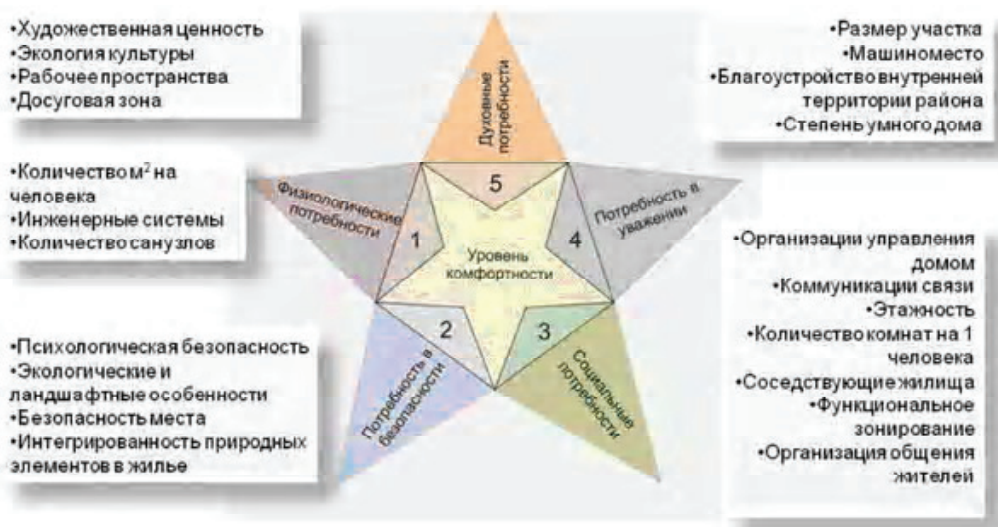 •Художественная ценность
•Экология культуры
•Рабочее пространства
•Досуговая зона
•Количество м² на
человека
•Инженерные системы
•Количество санузлов
•Психологическая безопасность
•Экологические и
ландшафтные особенности
•Безопасность места
•Интегрированность природных
элементов в жилье
Духовные
потребности
5
Физиологические
потребности
1
Потребность в
уважении
4
Уровень
комфортности
2
Потребность в
безопасности
3
Социальные
потребности
•Размер участка
•Машиноместо
•Благоустройство внутренней
территории района
•Степень умного дома
•Организации управления
домом
•Коммуникации связи
•Этажность
•Количество комнат на 1
человека
•Соседствующие жилища
•Функциональное
зонирование
•Организация общения
жителей